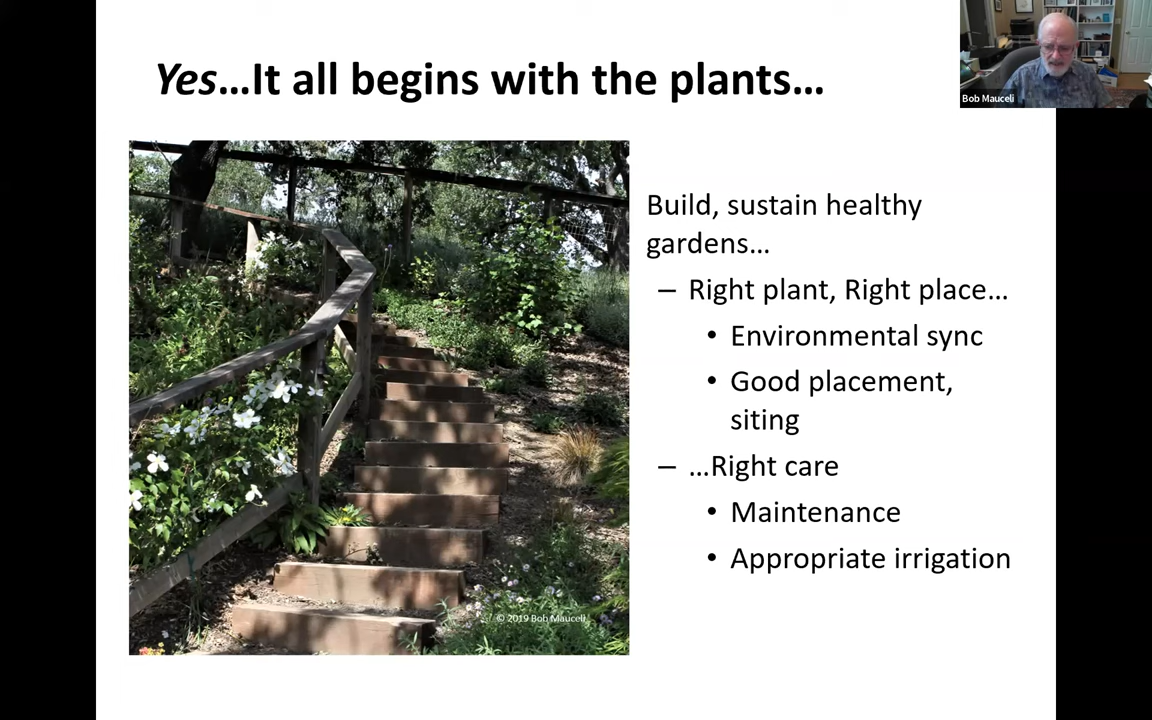 Yes...It all begins with the plants...
Bob Mauceli
Build, sustain healthy
gardens...
– Right plant, Right place...
• Environmental sync
• Good placement,
siting
– ...Right care
• Maintenance
• Appropriate irrigation
© 2019 Bob Mauceli